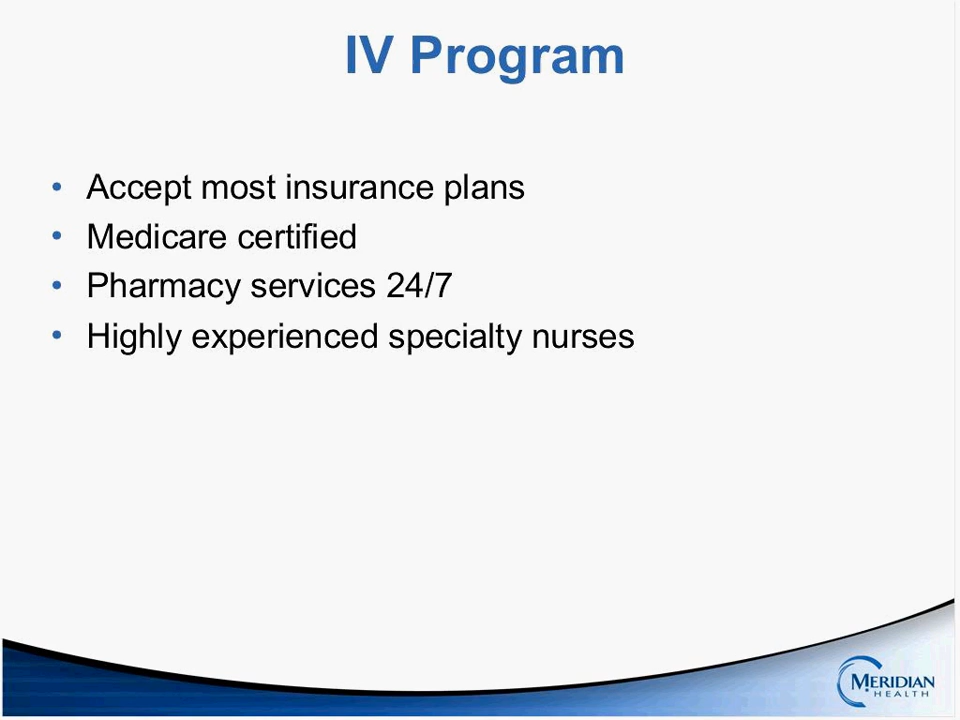 IV Program
• Accept most insurance plans
• Medicare certified
• Pharmacy services 24/7
• Highly experienced specialty nurses
MERIDIAN
HEALTH